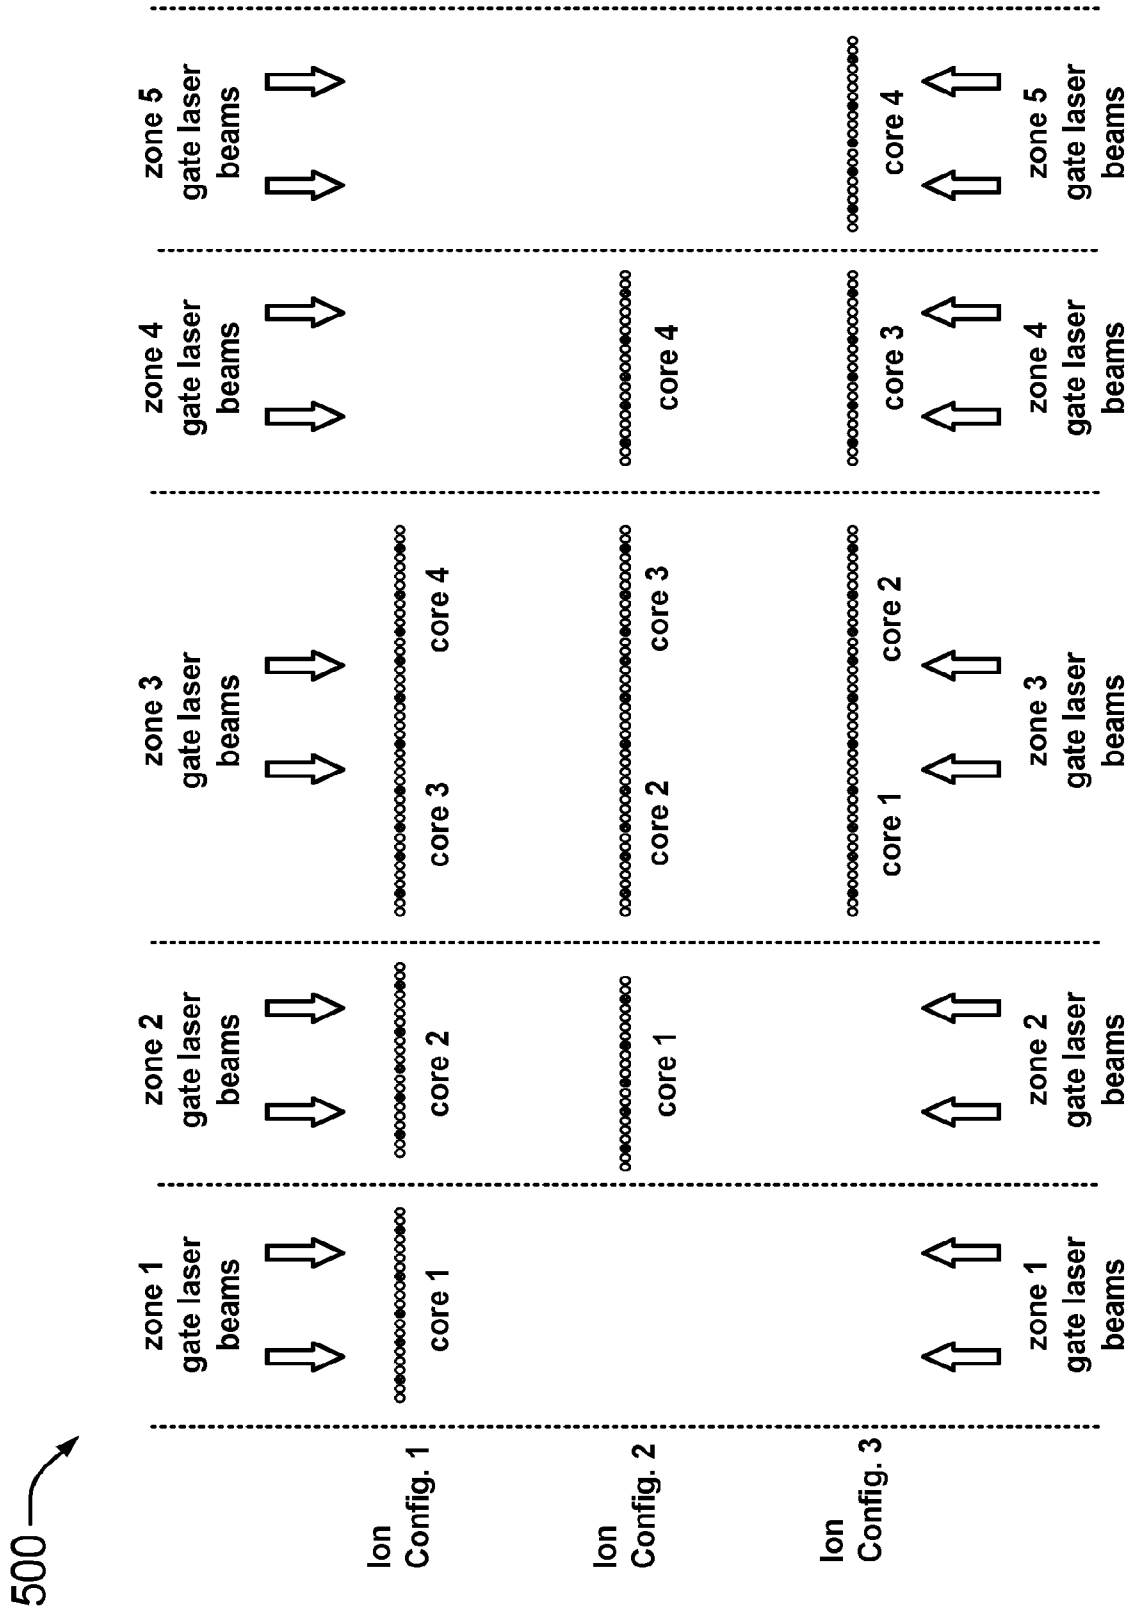 500
zone 1
gate laser
beams
zone 2
gate laser
beams
zone 3
gate laser
beams
zone 4
gate laser
beams
zone 5
gate laser
beams
Ion
Config. 1
core 1
core 2
core 3
core 4
Ion
Config. 2
core 1
core 2
core 3
core 4
Ion
Config. 3
core 1
core 2
core 3
core 4
zone 1
gate laser
beams
zone 2
gate laser
beams
zone 3
gate laser
beams
zone 4
gate laser
beams
zone 5
gate laser
beams